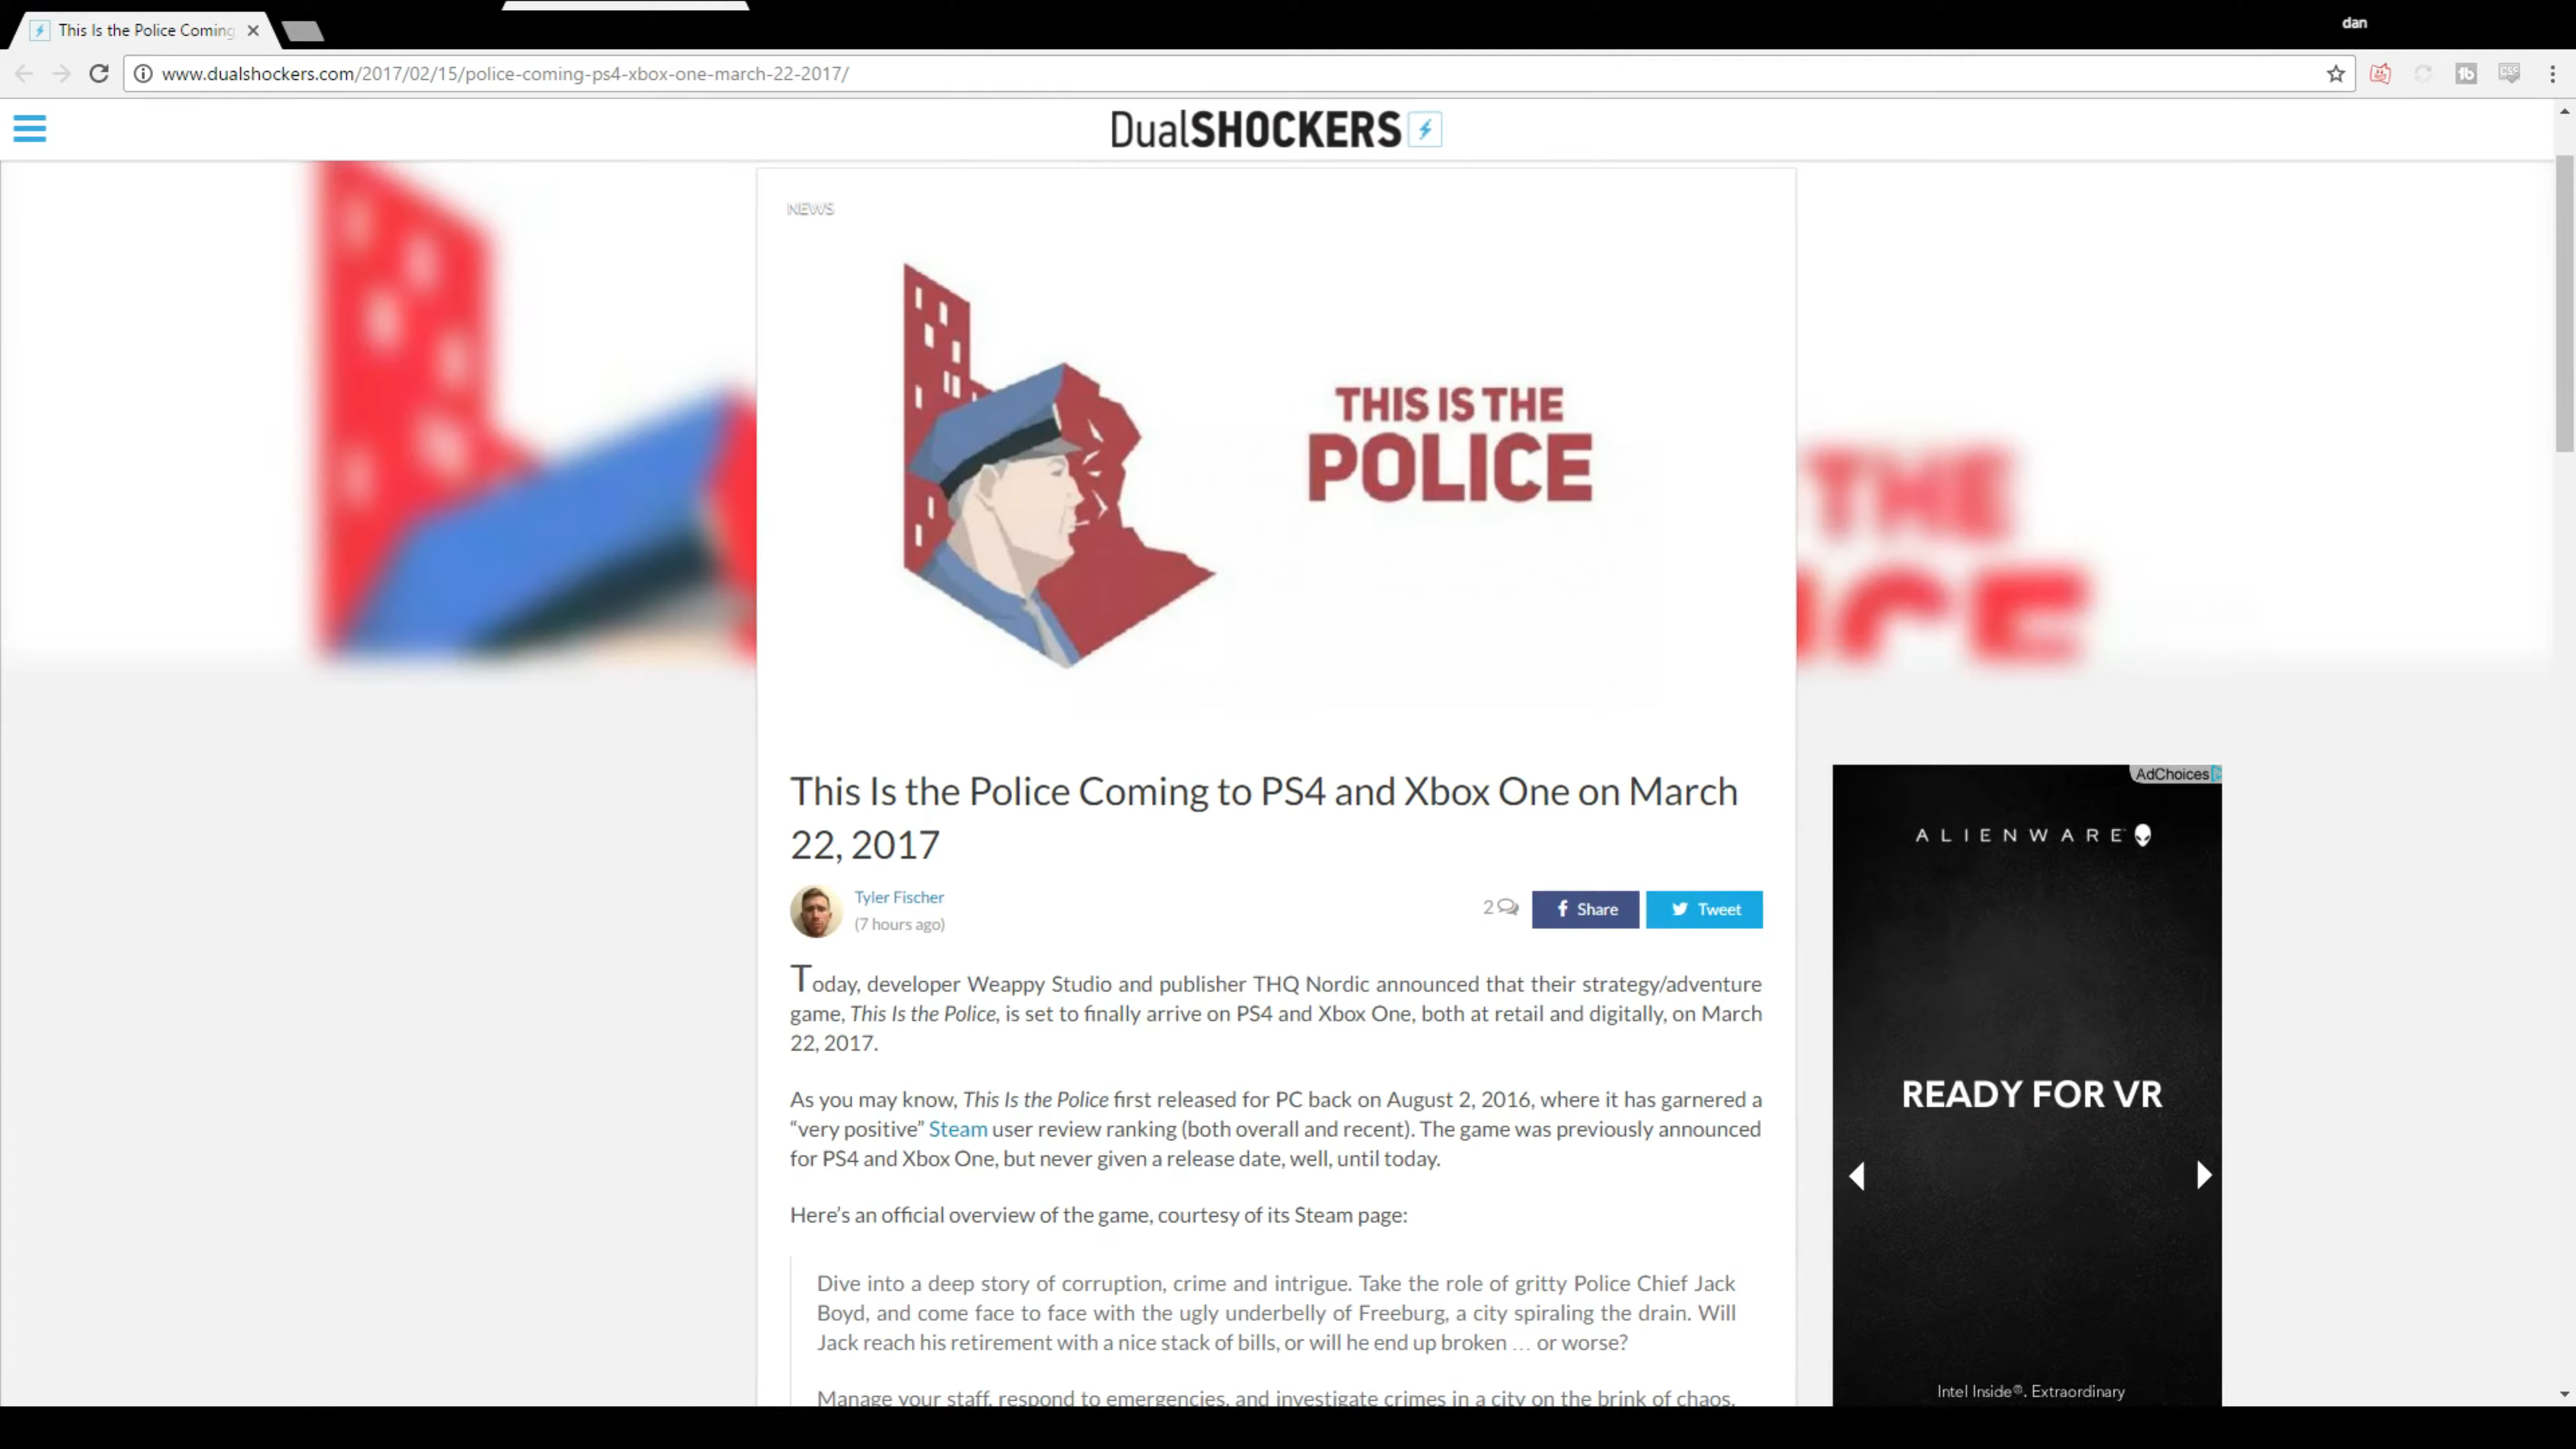 This Is the Police Coming
dan
www.dualshockers.com/2017/02/15/police-coming-ps4-xbox-one-march-22-2017/
DualSHOCKERS
NEWS
THIS IS THE
POLICE
THE
This Is the Police Coming to PS4 and Xbox One on March
22, 2017
Tyler Fischer
(7 hours ago)
2
Share
Tweet
Today, developer Weappy Studio and publisher THQ Nordic announced that their strategy/adventure
game, This Is the Police, is set to finally arrive on PS4 and Xbox One, both at retail and digitally, on March
22, 2017.
As you may know, This Is the Police first released for PC back on August 2, 2016, where it has garnered a
“very positive” Steam user review ranking (both overall and recent). The game was previously announced
for PS4 and Xbox One, but never given a release date, well, until today.
Here’s an official overview of the game, courtesy of its Steam page:
Dive into a deep story of corruption, crime and intrigue. Take the role of gritty Police Chief Jack
Boyd, and come face to face with the ugly underbelly of Freeburg, a city spiraling the drain. Will
Jack reach his retirement with a nice stack of bills, or will he end up broken … or worse?
Manage your staff, respond to emergencies, and investigate crimes in a city on the brink of chaos.
AdChoices
ALIENWARE
READY FOR VR
Intel Inside®. Extraordinary